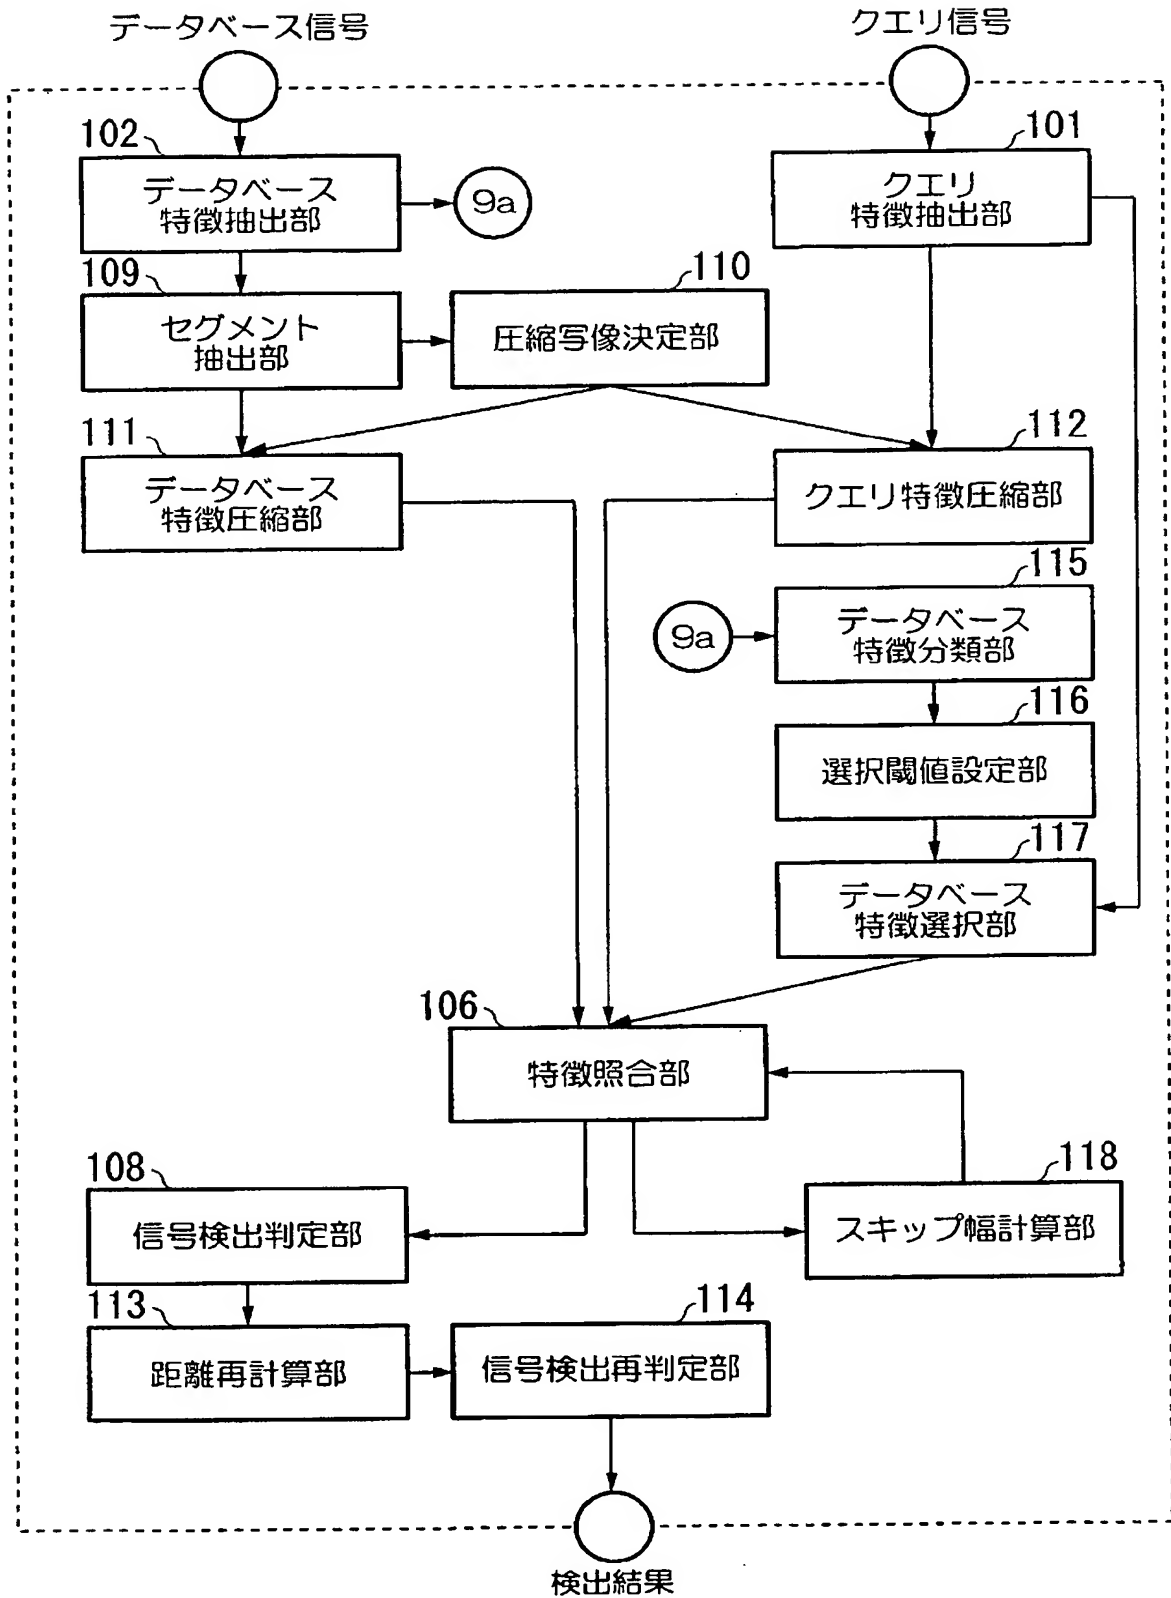 データベース信号
クエリ信号
102
データベース
特徴抽出部
9a
101
クエリ
特徴抽出部
109
セグメント
抽出部
110
圧縮写像決定部
111
データベース
特徴圧縮部
112
クエリ特徴圧縮部
115
9a
データベース
特徴分類部
116
選択閾値設定部
117
データベース
特徴選択部
106
特徴照合部
108
信号検出判定部
118
スキップ幅計算部
113
距離再計算部
114
信号検出再判定部
検出結果